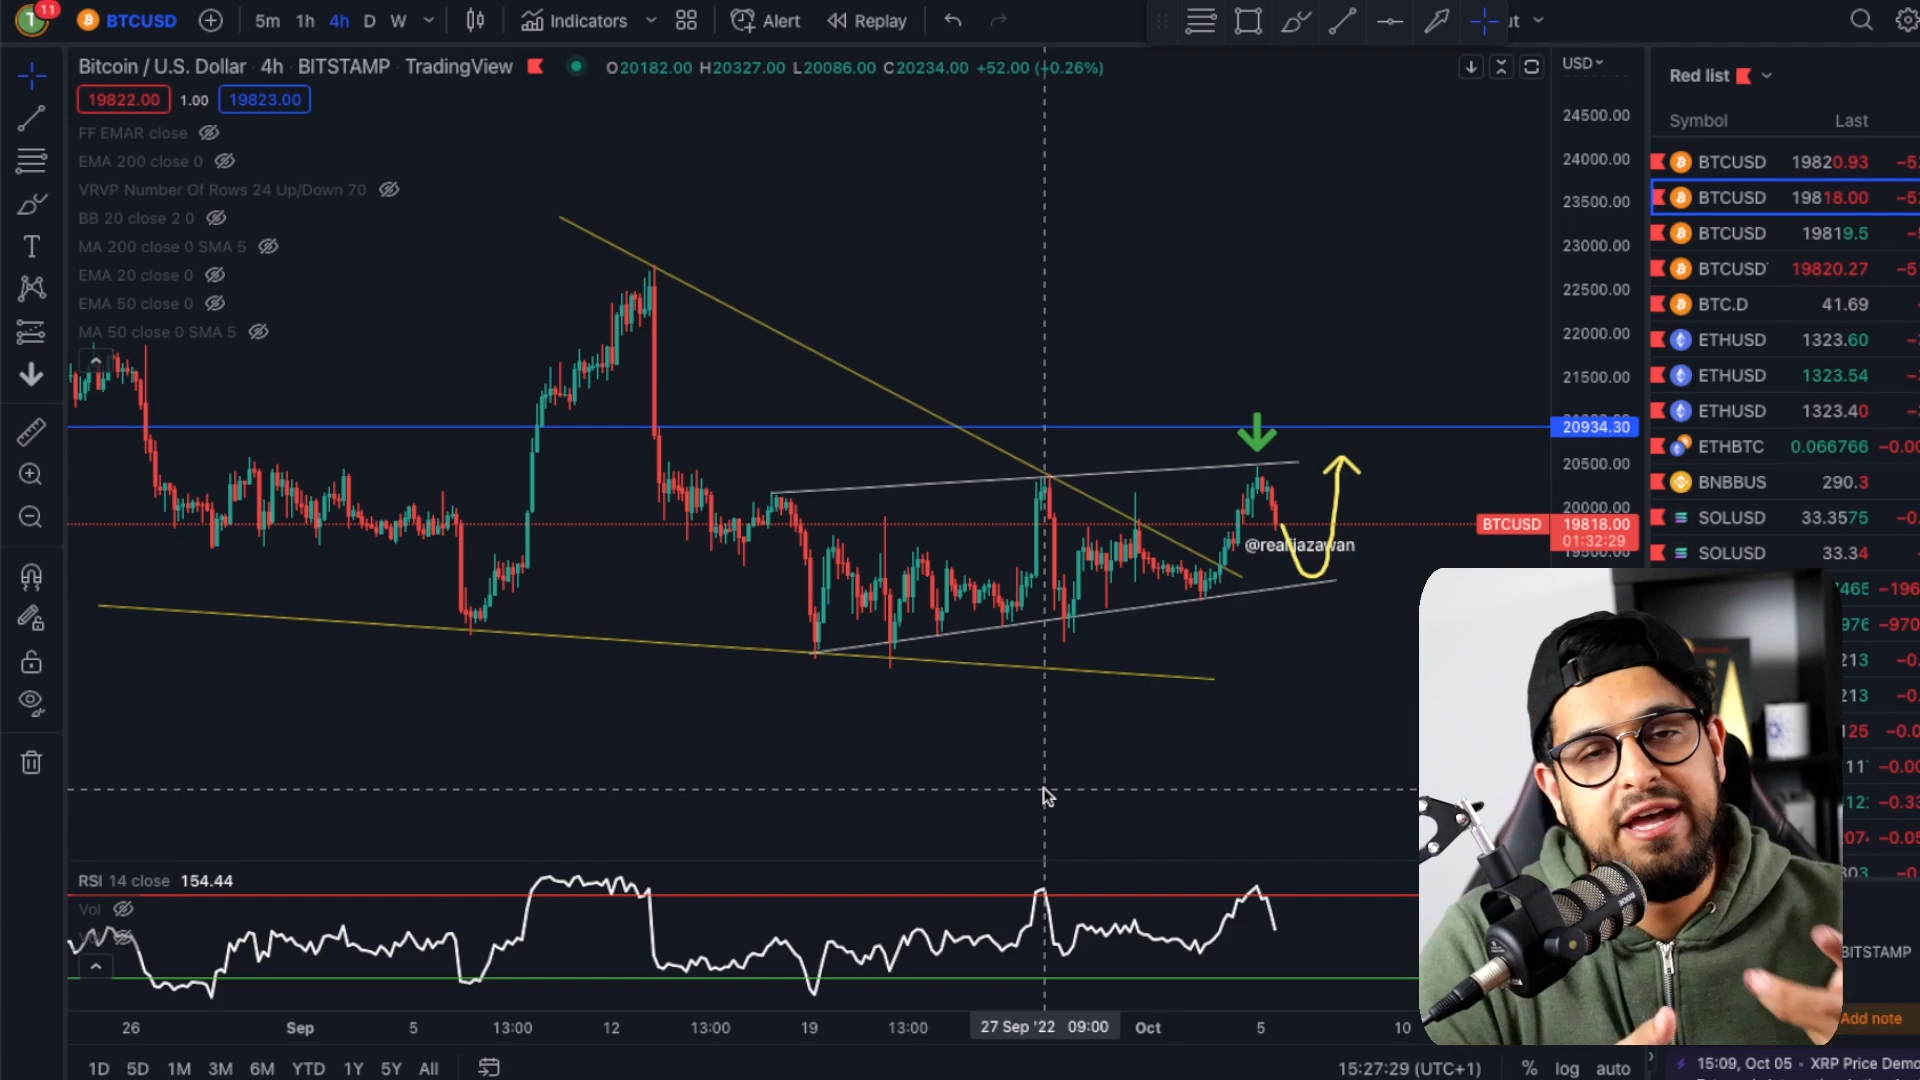 11
BTCUSD 5m 1h 4h D W Indicators Alert Replay
Bitcoin / U.S. Dollar 4h BITSTAMP TradingView O20182.00 H20327.00 L20086.00 C20234.00 +52.00 (+0.26%)
USD
19822.00 1.00 19823.00
FF EMAR close
EMA 200 close 0
VRVP Number Of Rows 24 Up/Down 70
BB 20 close 2 0
MA 200 close 0 SMA 5
EMA 20 close 0
EMA 50 close 0
MA 50 close 0 SMA 5
24500.00
24000.00
23500.00
23000.00
22500.00
22000.00
21500.00
20934.30
20500.00
20000.00
BTCUSD 19818.00
01:32:29
19500.00
@realijazawan
Red list
Symbol Last
BTCUSD 19820.93
BTCUSD 19818.00
BTCUSD 19819.5
BTCUSD 19820.27
BTC.D 41.69
ETHUSD 1323.60
ETHUSD 1323.54
ETHUSD 1323.40
ETHBTC 0.066766
BNBBUS 290.3
SOLUSD 33.3575
SOLUSD 33.34
RSI 14 close 154.44
Vol
BITSTAMP
Add note
26 Sep 5 13:00 12 13:00 19 13:00 27 Sep '22 09:00 Oct 5 10
1D 5D 1M 3M 6M YTD 1Y 5Y All 15:27:29 (UTC+1) % log auto
15:09, Oct 05 • XRP Price Demo